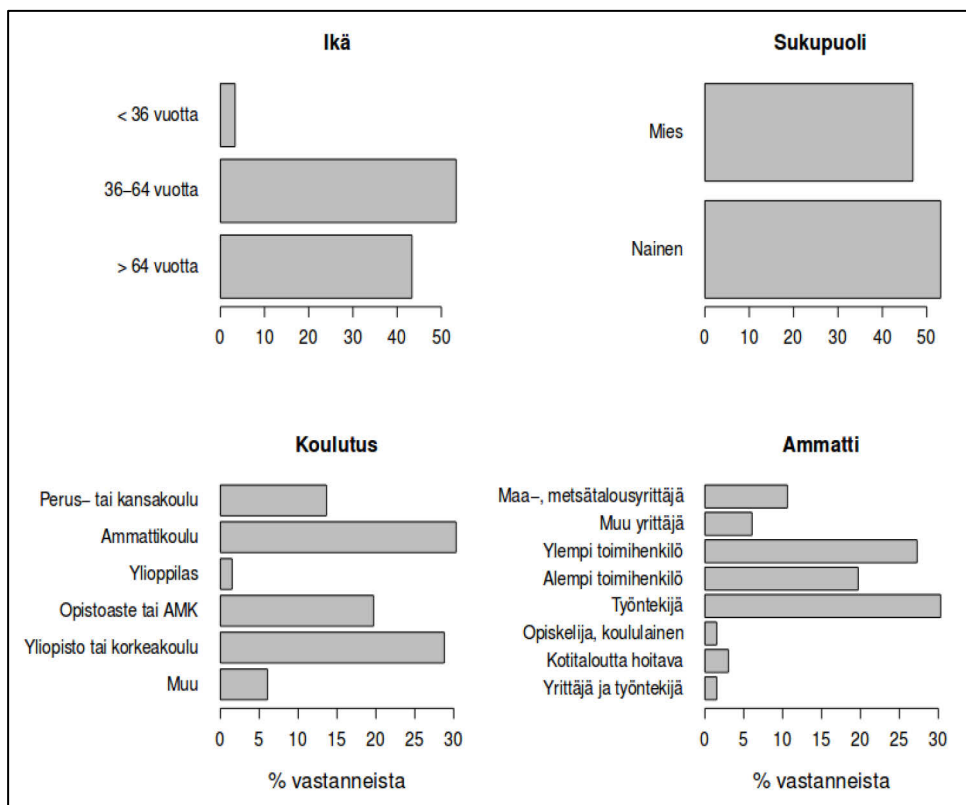 Ikä
< 36 vuotta
36–64 vuotta
> 64 vuotta
0 10 20 30 40 50
Sukupuoli
Mies
Nainen
0 10 20 30 40 50
Koulutus
Perus– tai kansakoulu
Ammattikoulu
Ylioppilas
Opistoaste tai AMK
Yliopisto tai korkeakoulu
Muu
0 5 10 15 20 25 30
% vastanneista
Ammatti
Maa–, metsätalousyrittäjä
Muu yrittäjä
Ylempi toimihenkilö
Alempi toimihenkilö
Työntekijä
Opiskelija, koululainen
Kotitaloutta hoitava
Yrittäjä ja työntekijä
0 5 10 15 20 25 30
% vastanneista